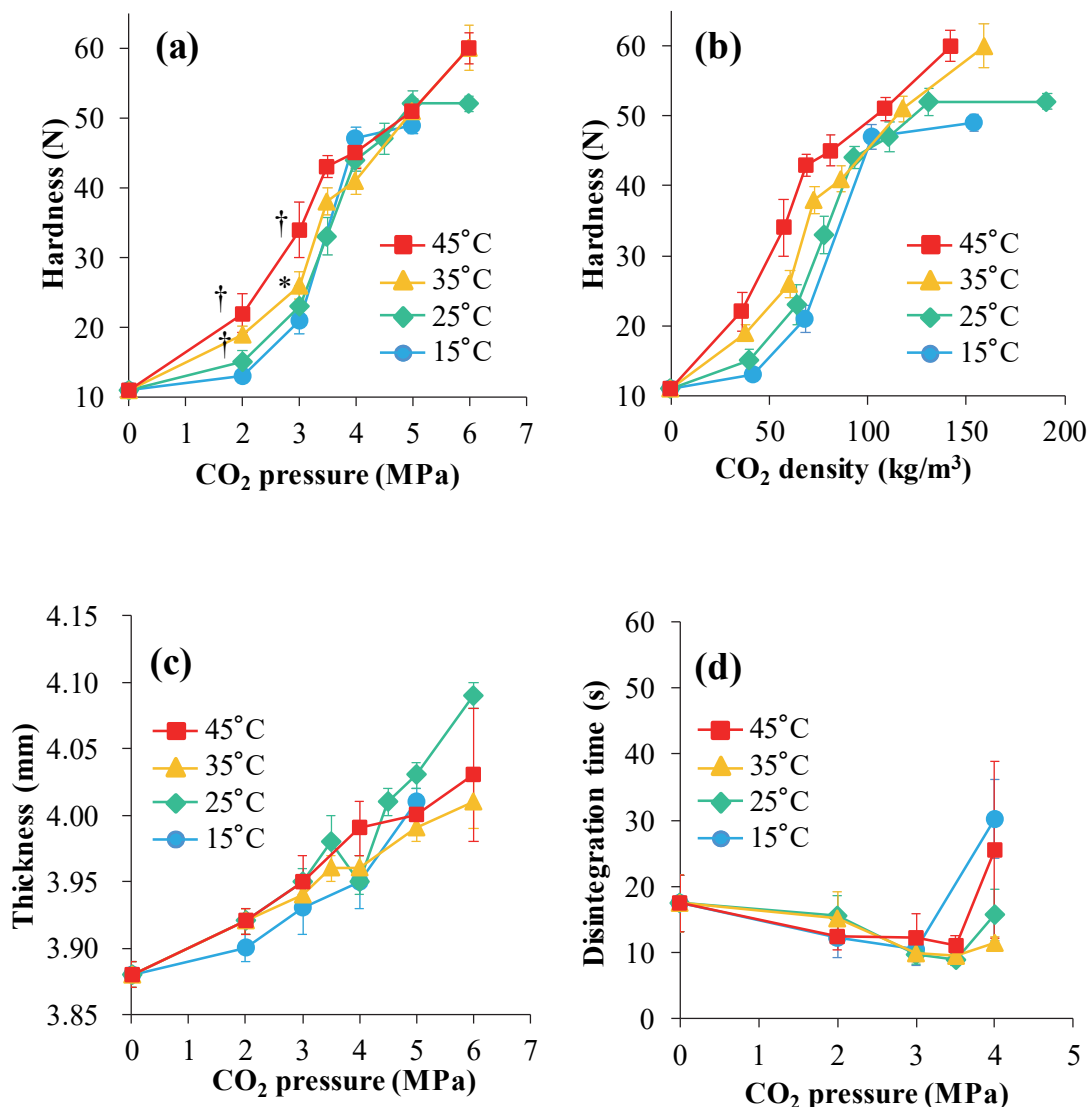 (a)
Hardness (N)
60
50
40
30
20
10
†
†
†
*
45°C
35°C
25°C
15°C
0 1 2 3 4 5 6 7
CO₂ pressure (MPa)
(b)
Hardness (N)
60
50
40
30
20
10
45°C
35°C
25°C
15°C
0 50 100 150 200
CO₂ density (kg/m³)
(c)
Thickness (mm)
4.15
4.10
4.05
4.00
3.95
3.90
3.85
45°C
35°C
25°C
15°C
0 1 2 3 4 5 6 7
CO₂ pressure (MPa)
(d)
Disintegration time (s)
60
50
40
30
20
10
0
45°C
35°C
25°C
15°C
0 1 2 3 4 5
CO₂ pressure (MPa)